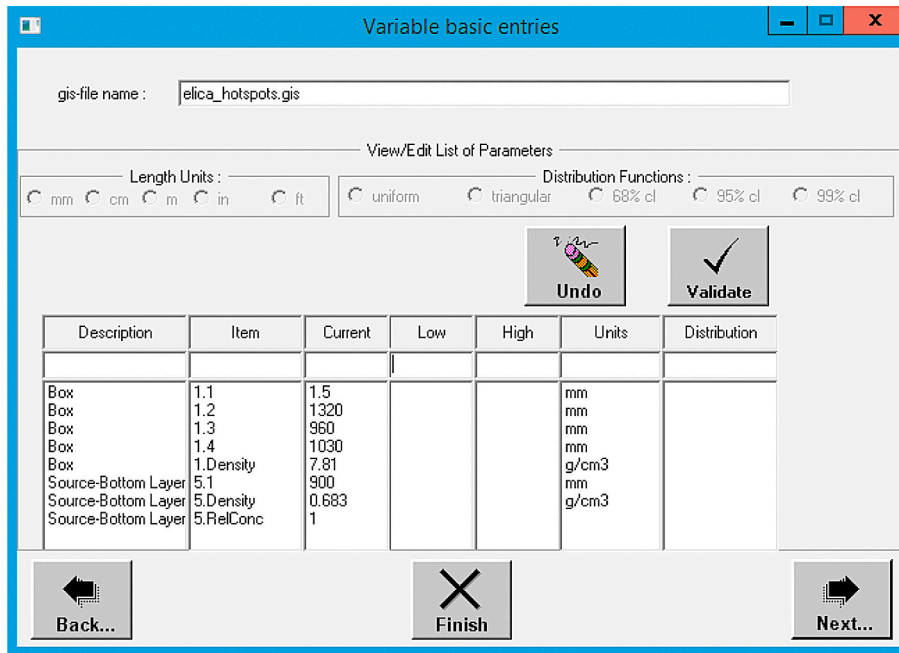 Variable basic entries
x
gis-file name : elica_hotspots.gis
View/Edit List of Parameters
Length Units : Distribution Functions :
mm cm m in ft uniform triangular 68% cl 95% cl 99% cl
Undo Validate
Description Item Current Low High Units Distribution
Box 1.1 1.5 mm
Box 1.2 1320 mm
Box 1.3 960 mm
Box 1.4 1030 mm
Box 1.Density 7.81 g/cm3
Source-Bottom Layer 5.1 900 mm
Source-Bottom Layer 5.Density 0.683 g/cm3
Source-Bottom Layer 5.RelConc 1
Back... Finish Next...